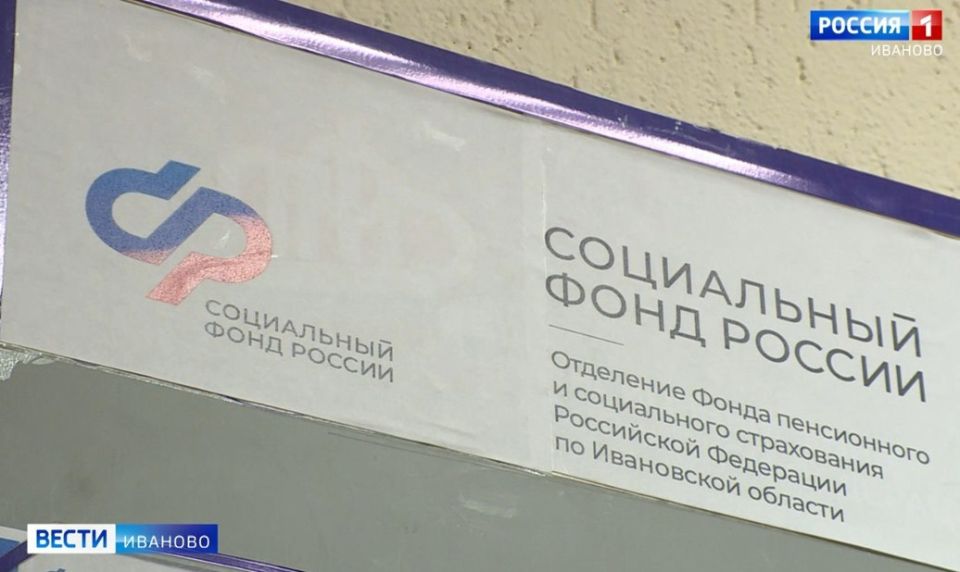 РОССИЯ 1
ИВАНОВО
СОЦИАЛЬНЫЙ
ФОНД РОССИИ
СОЦИАЛЬНЫЙ
ФОНД РОССИИ
Отделение Фонда пенсионного
и социального страхования
Российской Федерации
по Ивановской области
ВЕСТИ ИВАНОВО